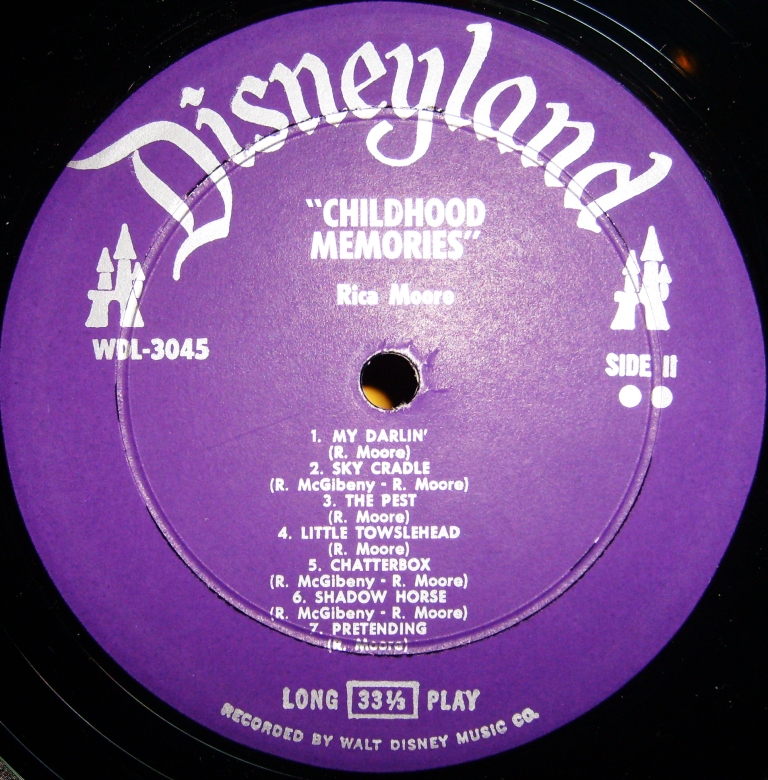 Disneyland
"CHILDHOOD
MEMORIES"
Rica Moore
WDL-3045
SIDE II
1. MY DARLIN'
(R. Moore)
2. SKY CRADLE
(R. McGibeny - R. Moore)
3. THE PEST
(R. Moore)
4. LITTLE TOWSLEHEAD
(R. Moore)
5. CHATTERBOX
(R. McGibeny - R. Moore)
6. SHADOW HORSE
(R. McGibeny - R. Moore)
7. PRETENDING
(R. Moore)
LONG 33⅓ PLAY
RECORDED BY WALT DISNEY MUSIC CO.